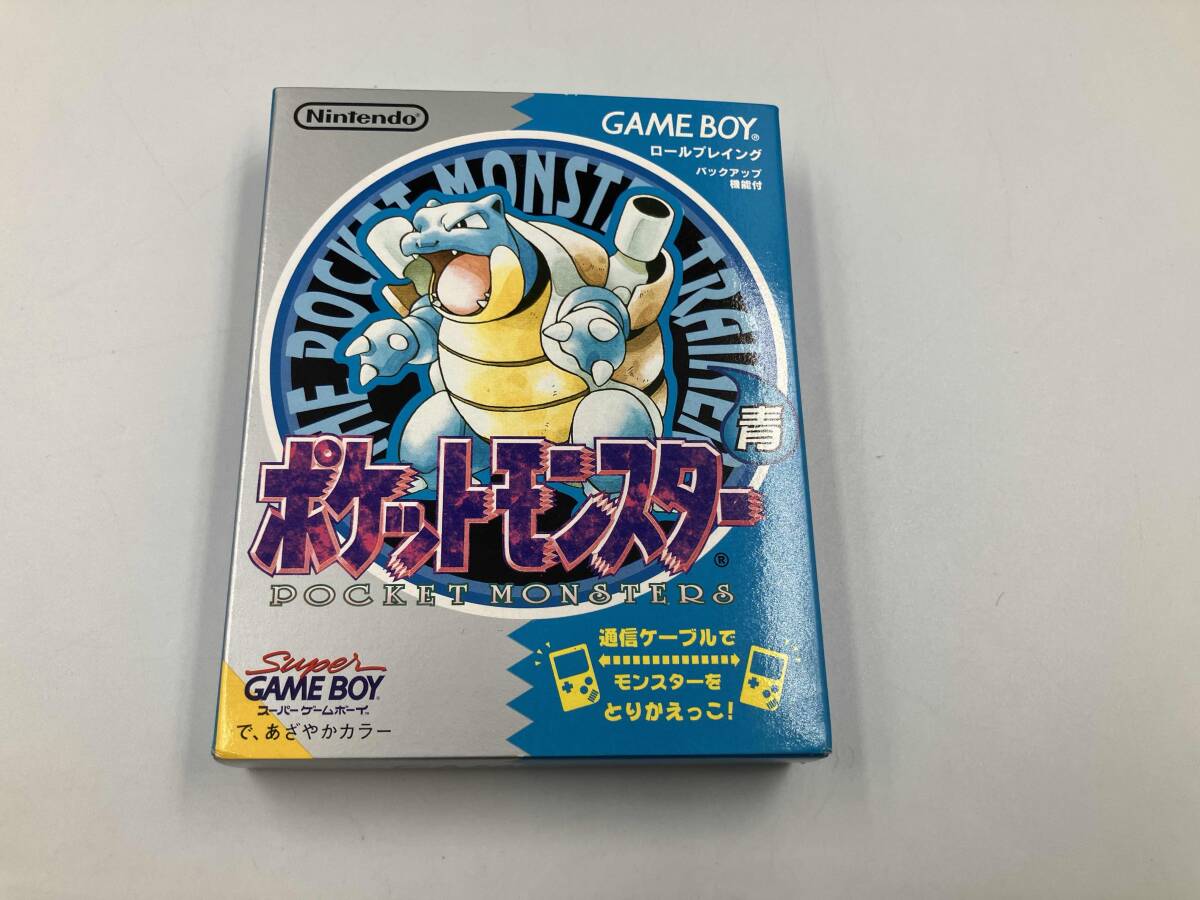 Nintendo®
GAME BOY®
ロールプレイング
バックアップ
機能付
THE POCKET MONSTER TRAINER
青
ポケットモンスター®
POCKET MONSTERS
通信ケーブルで
モンスターを
とりかえっこ!
Super
GAME BOY™
スーパーゲームボーイ™
で、あざやかカラー